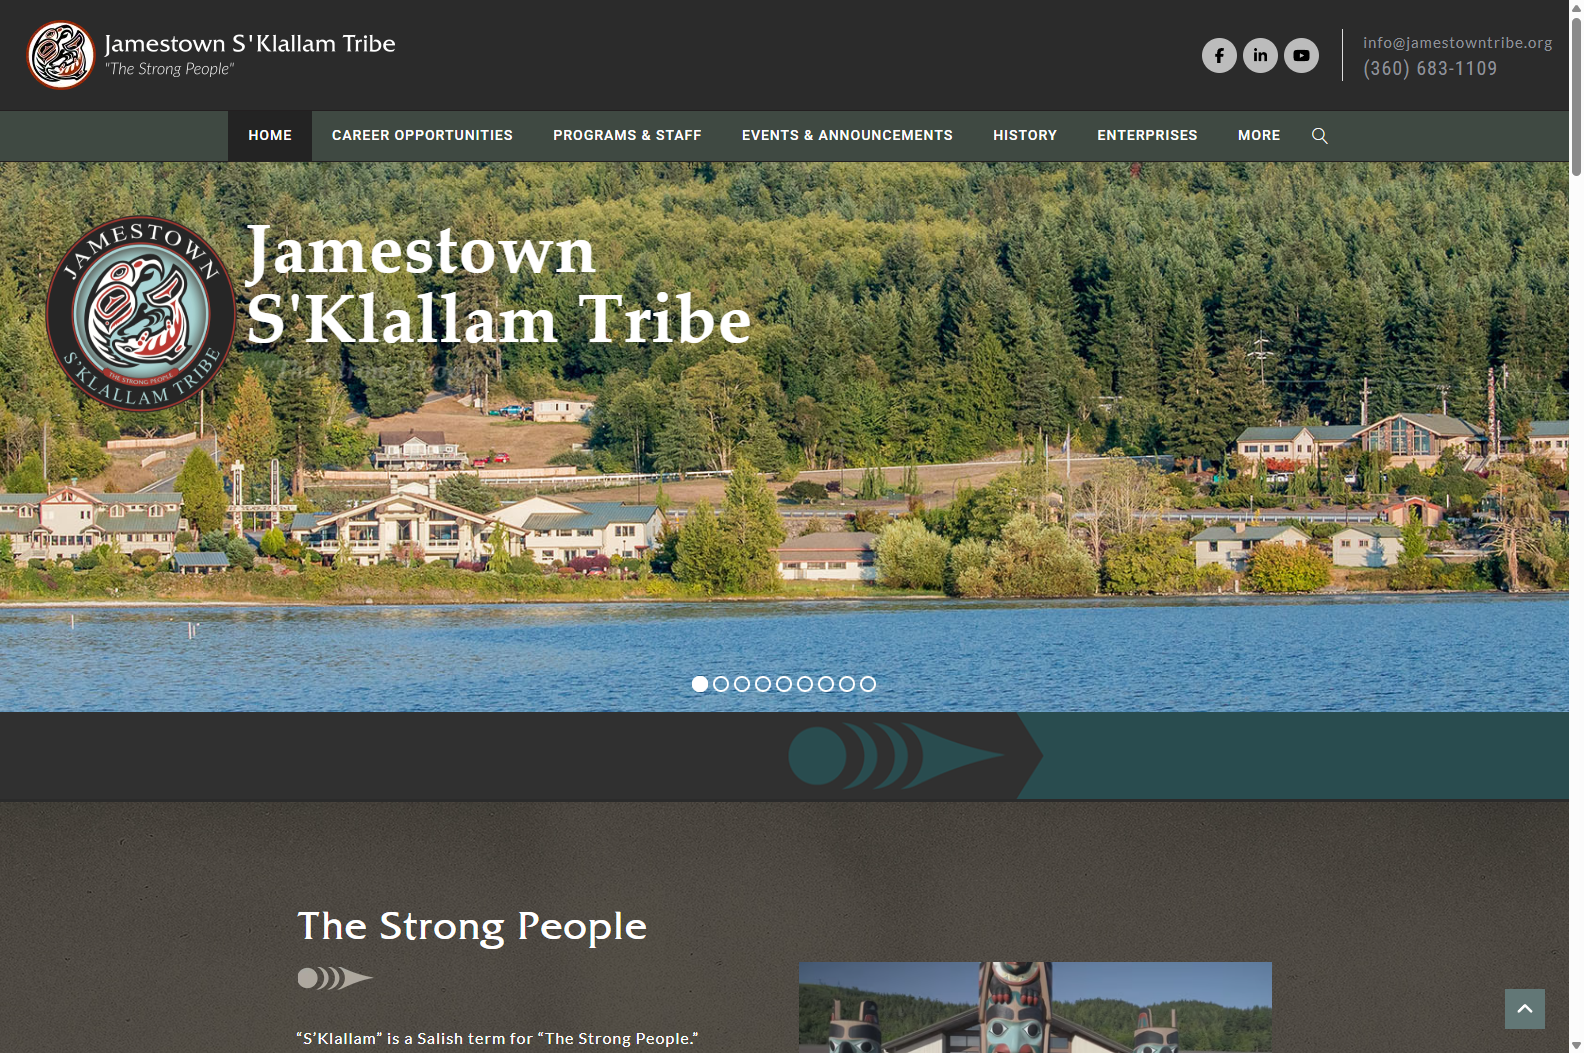 Jamestown S'Klallam Tribe
"The Strong People"
info@jamestowntribe.org
(360) 683-1109
HOME
CAREER OPPORTUNITIES
PROGRAMS & STAFF
EVENTS & ANNOUNCEMENTS
HISTORY
ENTERPRISES
MORE
JAMESTOWN
THE STRONG PEOPLE
S'KLALLAM TRIBE
Jamestown
S'Klallam Tribe
"The Strong People"
The Strong People
“S’Klallam” is a Salish term for “The Strong People.”